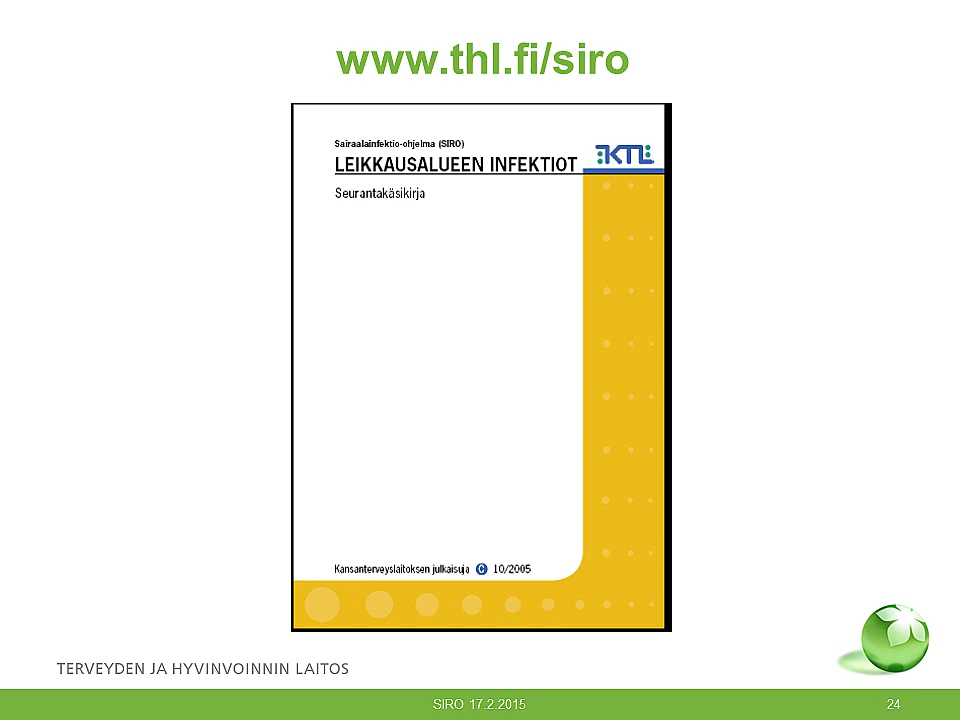 www.thl.fi/siro
Sairaalainfektio-ohjelma (SIRO)
LEIKKAUSALUEEN INFEKTIOT
KTL
Seurantakäsikirja
Kansanterveyslaitoksen julkaisuja C 10/2005
TERVEYDEN JA HYVINVOINNIN LAITOS
SIRO 17.2.2015
24